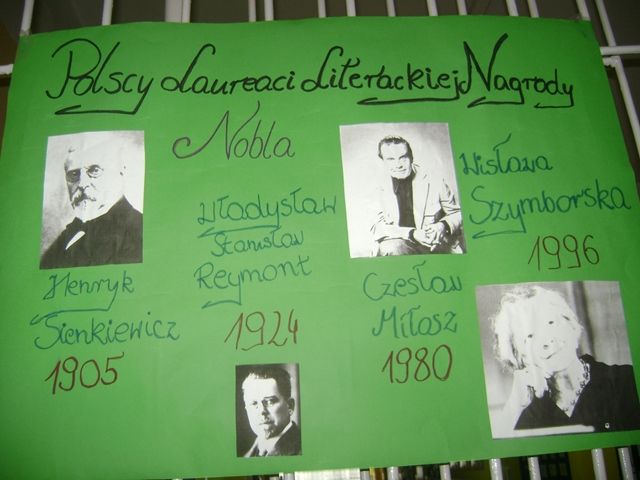 Polscy Laureaci Literackiej Nagrody
Nobla
Henryk
Sienkiewicz
1905
Władysław
Stanisław
Reymont
1924
Czesław
Miłosz
1980
Wisława
Szymborska
1996